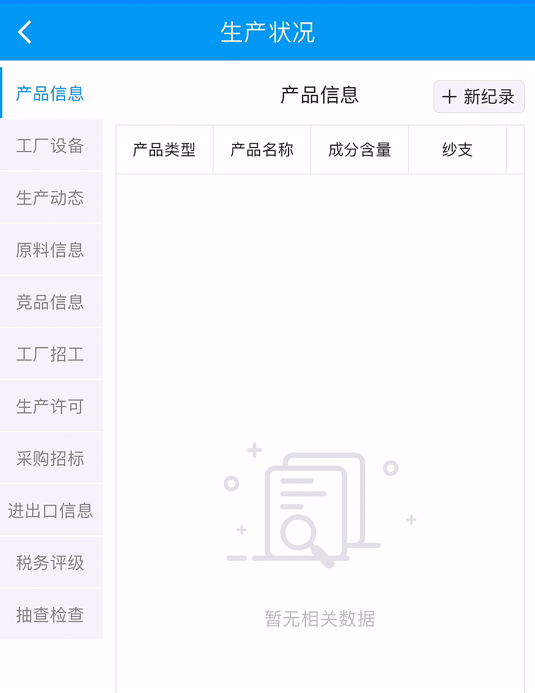 生产状况
产品信息
工厂设备
生产动态
原料信息
竞品信息
工厂招工
生产许可
采购招标
进出口信息
税务评级
抽查检查
产品信息
新纪录
产品类型 产品名称 成分含量 纱支
暂无相关数据